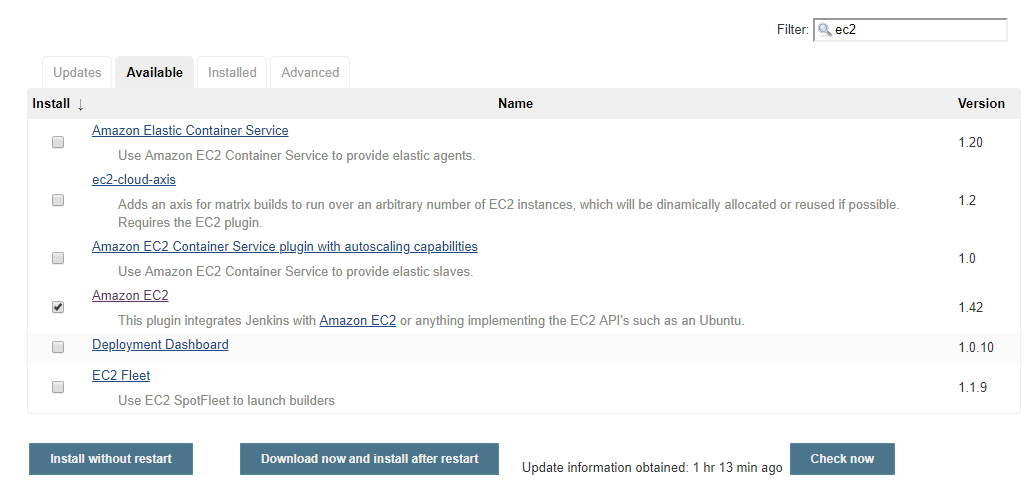 Filter: ec2
Updates Available Installed Advanced
Install ↓ Name Version
Amazon Elastic Container Service
Use Amazon EC2 Container Service to provide elastic agents.
1.20
ec2-cloud-axis
Adds an axis for matrix builds to run over an arbitrary number of EC2 instances, which will be dinamically allocated or reused if possible.
Requires the EC2 plugin.
1.2
Amazon EC2 Container Service plugin with autoscaling capabilities
Use Amazon EC2 Container Service to provide elastic slaves.
1.0
Amazon EC2
This plugin integrates Jenkins with Amazon EC2 or anything implementing the EC2 API's such as an Ubuntu.
1.42
Deployment Dashboard
1.0.10
EC2 Fleet
Use EC2 SpotFleet to launch builders
1.1.9
Install without restart Download now and install after restart Update information obtained: 1 hr 13 min ago Check now